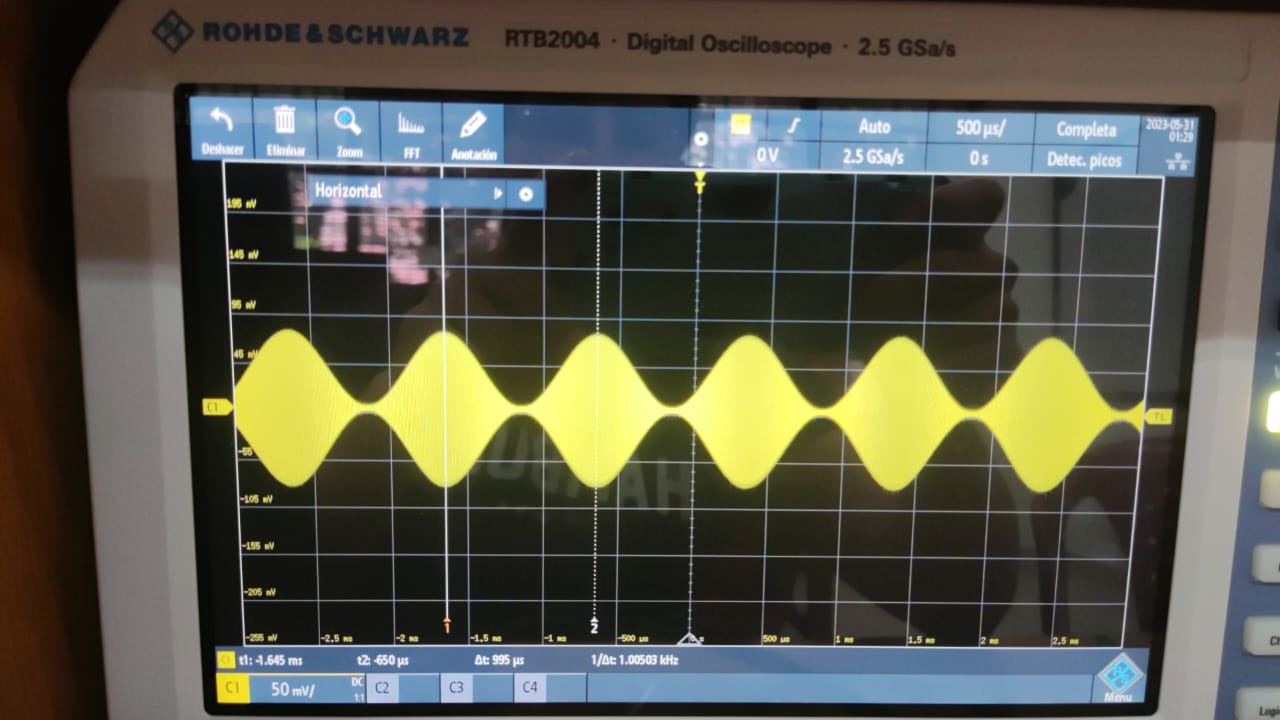 ROHDE & SCHWARZ RTB2004 · Digital Oscilloscope · 2.5 GSa/s
Deshacer Eliminar Zoom FFT Anotación
0 V
Auto
2.5 GSa/s
500 µs/
0 s
Completa
Detec. picos
2023-05-31
01:29
Horizontal
T
195 mV
145 mV
95 mV
45 mV
C1
TL
-55
-105 mV
-155 mV
-205 mV
1
2
-255 mV -2.5 ms -2 ms -1.5 ms -1 ms -500 µs 500 µs 1 ms 1,5 ms 2 ms 2,5 ms
C1 t1: -1.645 ms t2: -650 µs Δt: 995 µs 1/Δt: 1.00503 kHz
C1 50 mV/ DC 1:1 C2 C3 C4
Menu